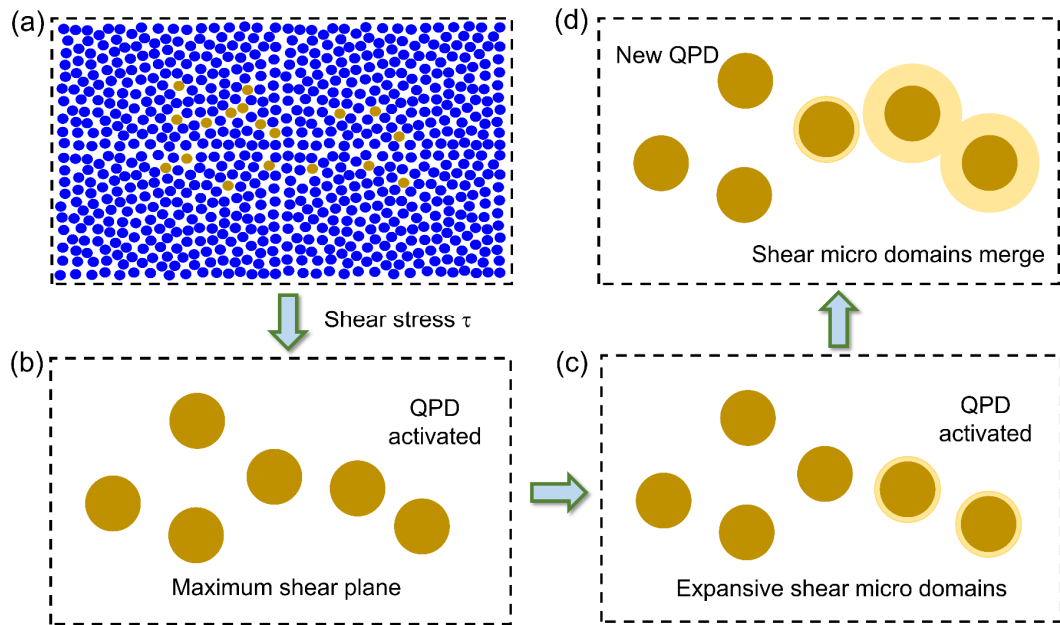 (a)
Shear stress τ
(b)
QPD
activated
Maximum shear plane
(c)
QPD
activated
Expansive shear micro domains
(d)
New QPD
Shear micro domains merge